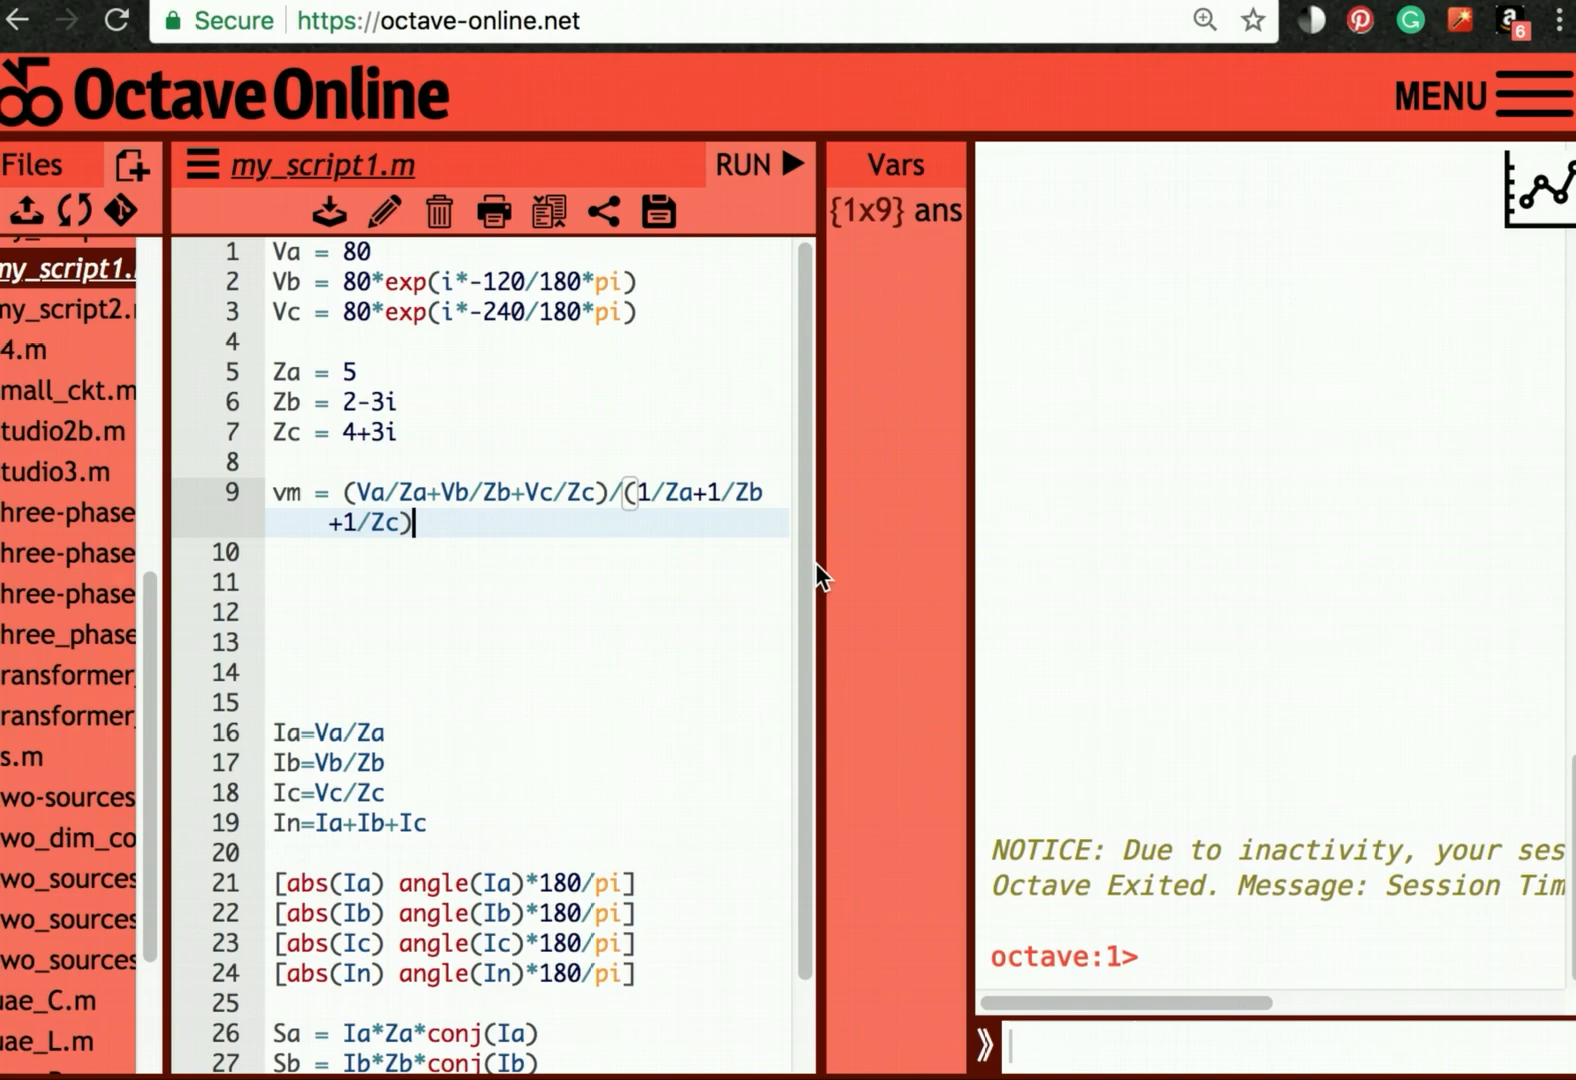 Secure https://octave-online.net
6
Octave Online
MENU
Files
my_script1.m
RUN
Vars
{1x9} ans
my_script1.
my_script2.
4.m
mall_ckt.m
tudio2b.m
tudio3.m
hree-phase
hree-phase
hree-phase
hree_phase
ransformer_
ransformer_
s.m
wo-sources
wo_dim_co
wo_sources
wo_sources
wo_sources
uae_C.m
uae_L.m
1 Va = 80
2 Vb = 80*exp(i*-120/180*pi)
3 Vc = 80*exp(i*-240/180*pi)
4
5 Za = 5
6 Zb = 2-3i
7 Zc = 4+3i
8
9 vm = (Va/Za+Vb/Zb+Vc/Zc)/(1/Za+1/Zb
+1/Zc)
10
11
12
13
14
15
16 Ia=Va/Za
17 Ib=Vb/Zb
18 Ic=Vc/Zc
19 In=Ia+Ib+Ic
20
21 [abs(Ia) angle(Ia)*180/pi]
22 [abs(Ib) angle(Ib)*180/pi]
23 [abs(Ic) angle(Ic)*180/pi]
24 [abs(In) angle(In)*180/pi]
25
26 Sa = Ia*Za*conj(Ia)
27 Sb = Ib*Zb*conj(Ib)
NOTICE: Due to inactivity, your ses
Octave Exited. Message: Session Tim
octave:1>